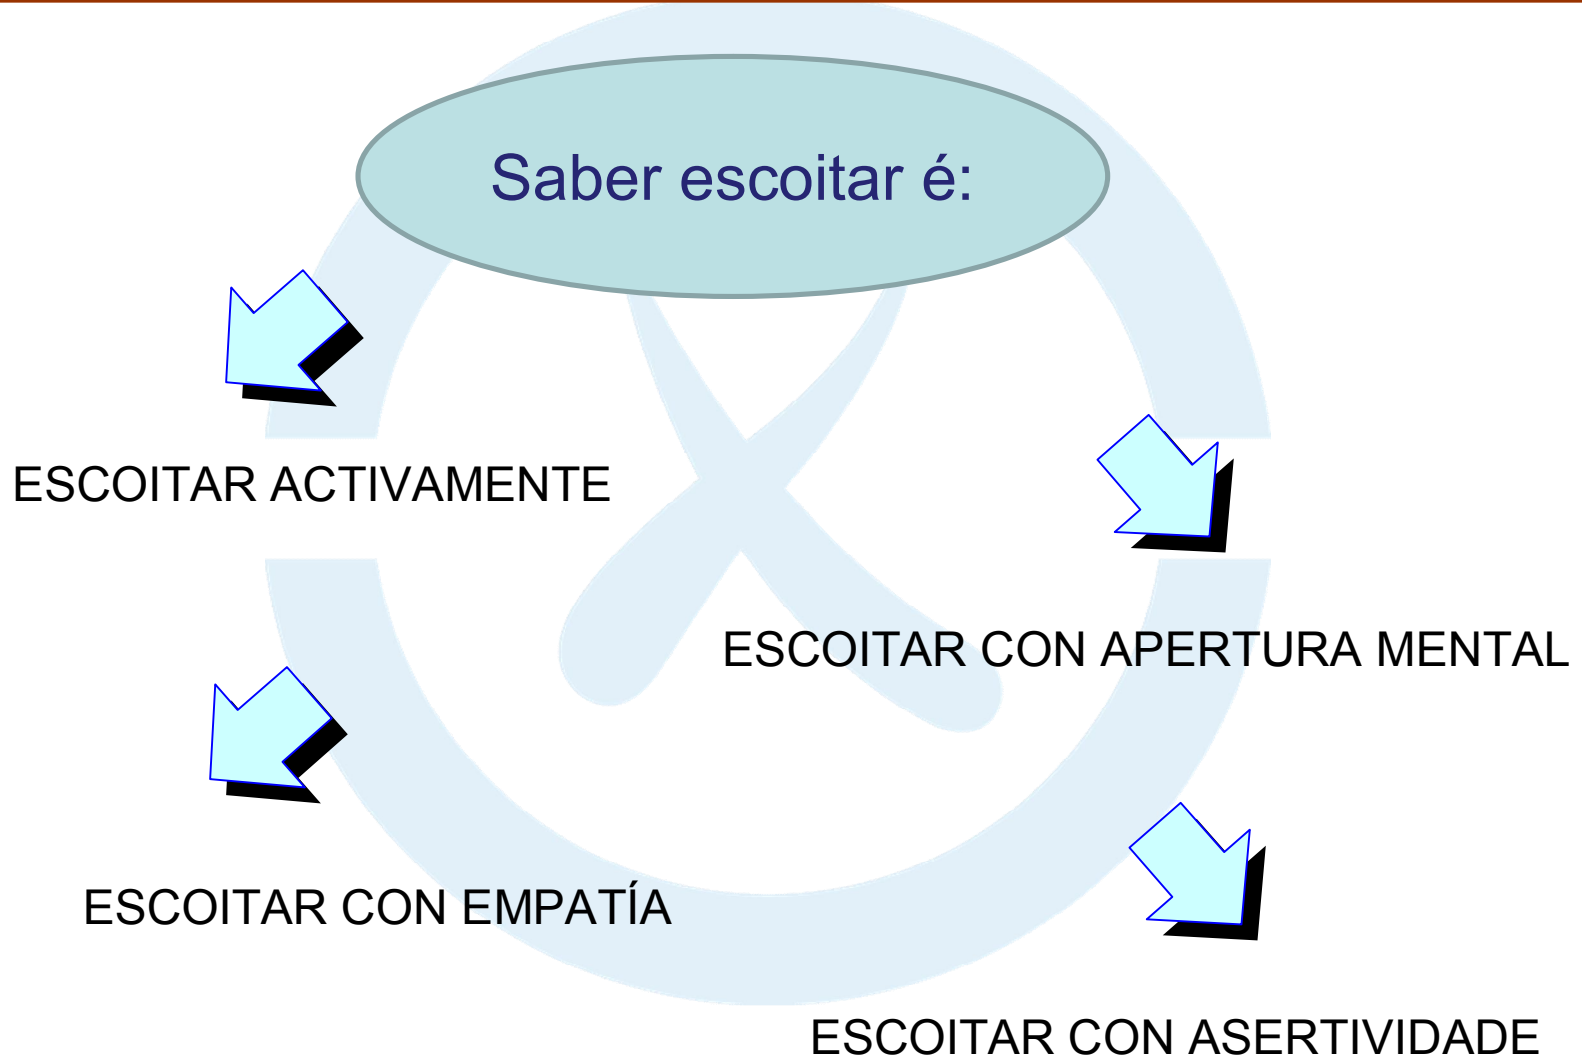 Saber escoitar é:
ESCOITAR ACTIVAMENTE
ESCOITAR CON APERTURA MENTAL
ESCOITAR CON EMPATÍA
ESCOITAR CON ASERTIVIDADE